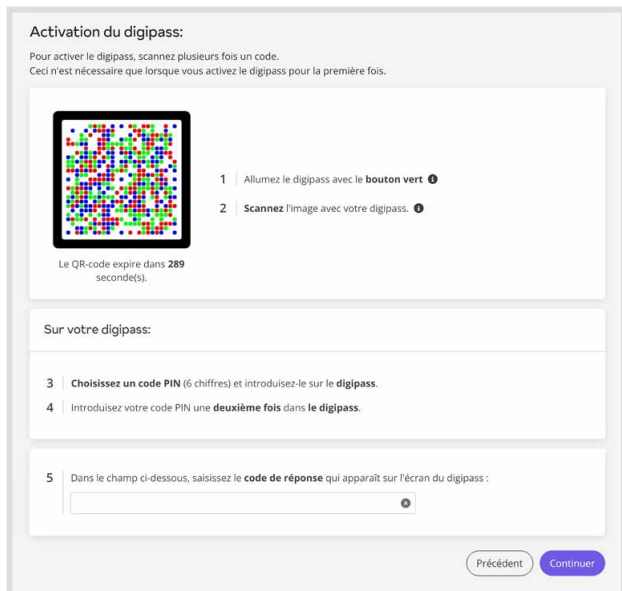 Activation du digipass:
Pour activer le digipass, scannez plusieurs fois un code.
Ceci n'est nécessaire que lorsque vous activez le digipass pour la première fois.
1 Allumez le digipass avec le bouton vert
2 Scannez l'image avec votre digipass.
Le QR-code expire dans 289
seconde(s).
Sur votre digipass:
3 Choisissez un code PIN (6 chiffres) et introduisez-le sur le digipass.
4 Introduisez votre code PIN une deuxième fois dans le digipass.
5 Dans le champ ci-dessous, saisissez le code de réponse qui apparaît sur l'écran du digipass :
Précédent Continuer